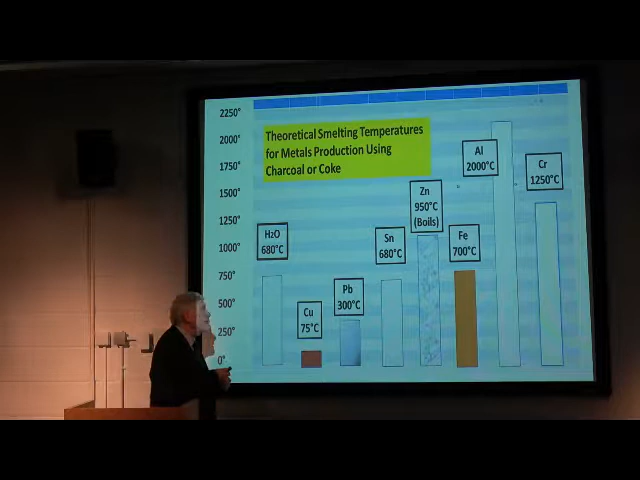 Theoretical Smelting Temperatures
for Metals Production Using
Charcoal or Coke
2250°
2000°
1750°
1500°
1250°
1000°
750°
500°
250°
0°
H₂O
680°C
Cu
75°C
Pb
300°C
Sn
680°C
Zn
950°C
(Boils)
Fe
700°C
Al
2000°C
Cr
1250°C